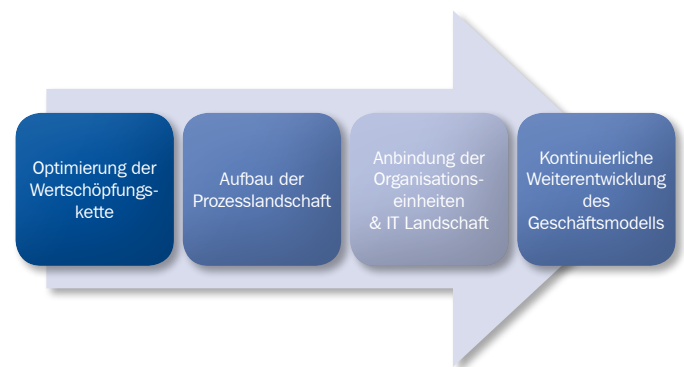 Optimierung der
Wertschöpfungs-
kette
Aufbau der
Prozesslandschaft
Anbindung der
Organisations-
einheiten
& IT Landschaft
Kontinuierliche
Weiterentwicklung
des
Geschäftsmodells